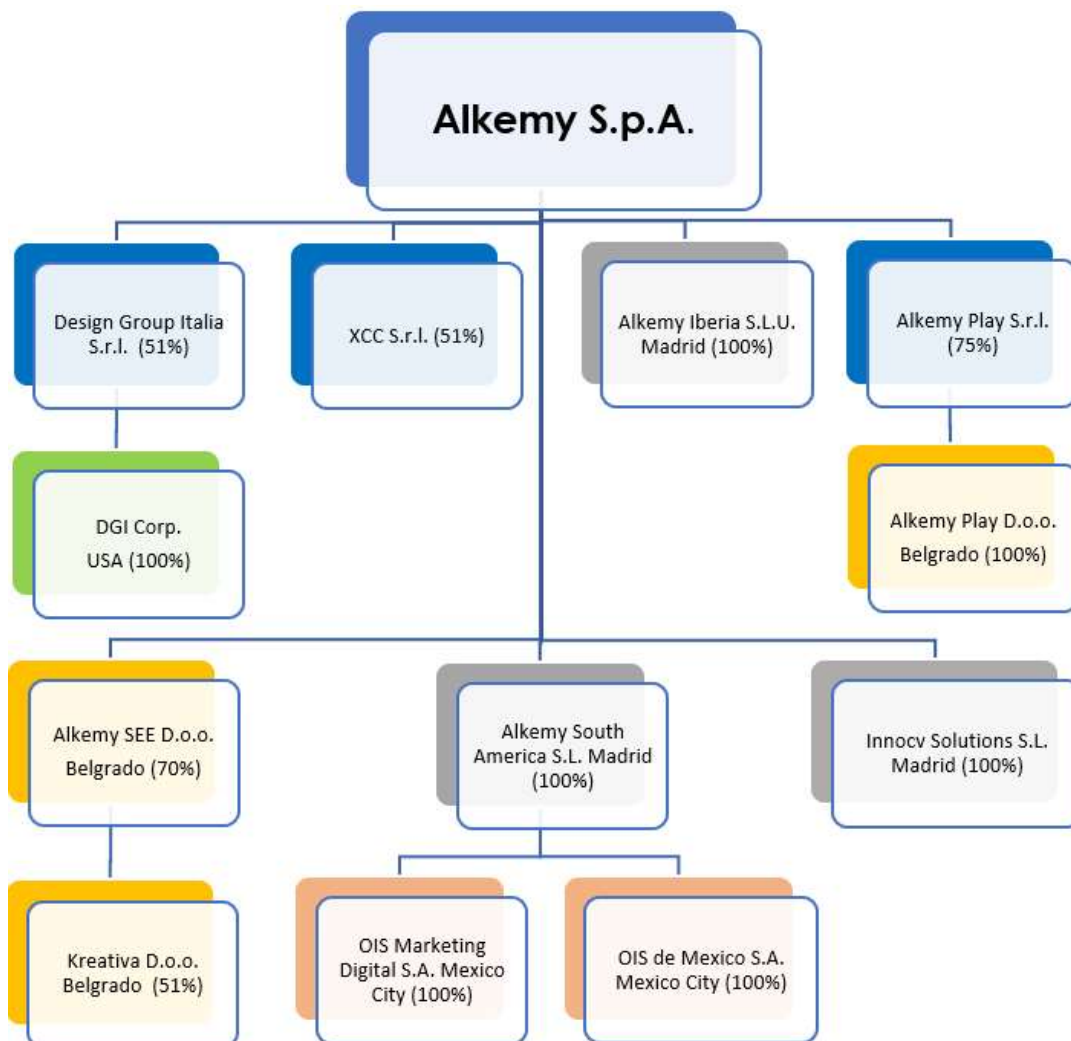 Alkemy S.p.A.
Design Group Italia
S.r.l. (51%)
XCC S.r.l. (51%)
Alkemy Iberia S.L.U.
Madrid (100%)
Alkemy Play S.r.l.
(75%)
DGI Corp.
USA (100%)
Alkemy Play D.o.o.
Belgrado (100%)
Alkemy SEE D.o.o.
Belgrado (70%)
Alkemy South
America S.L. Madrid
(100%)
Innocv Solutions S.L.
Madrid (100%)
Kreativa D.o.o.
Belgrado (51%)
OIS Marketing
Digital S.A. Mexico
City (100%)
OIS de Mexico S.A.
Mexico City (100%)